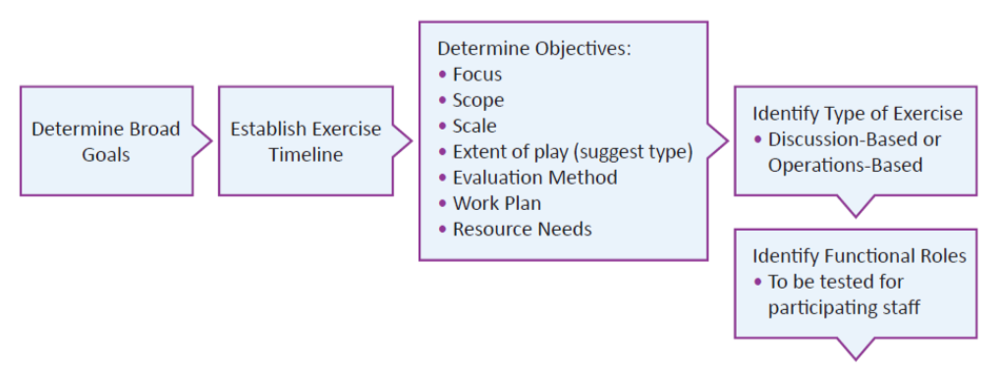 Determine Broad
Goals
Establish Exercise
Timeline
Determine Objectives:
• Focus
• Scope
• Scale
• Extent of play (suggest type)
• Evaluation Method
• Work Plan
• Resource Needs
Identify Type of Exercise
• Discussion-Based or
Operations-Based
Identify Functional Roles
• To be tested for
participating staff